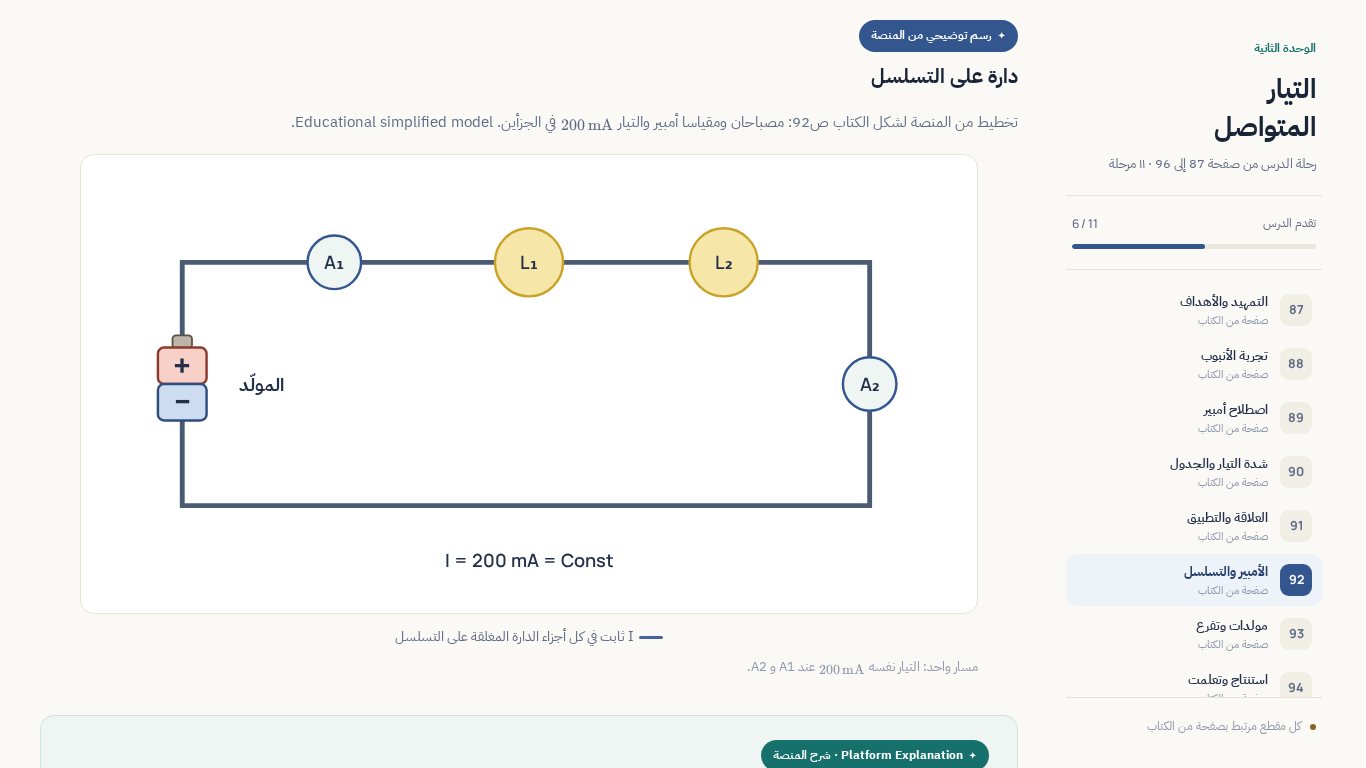 الوحدة الثانية
التيار
المتواصل
رحلة الدرس من صفحة 87 إلى 96 · ١١ مرحلة
تقدم الدرس
6 / 11
87
التمهيد والأهداف
صفحة من الكتاب
88
تجربة الأنبوب
صفحة من الكتاب
89
اصطلاح أمبير
صفحة من الكتاب
90
شدة التيار والجدول
صفحة من الكتاب
91
العلاقة والتطبيق
صفحة من الكتاب
92
الأمبير والتسلسل
صفحة من الكتاب
93
مولدات وتفرع
صفحة من الكتاب
94
استنتاج وتعلمت
كل مقطع مرتبط بصفحة من الكتاب
✦ رسم توضيحي من المنصة
دارة على التسلسل
تخطيط من المنصة لشكل الكتاب ص92: مصباحان ومقياسا أمبير والتيار 200 mA في الجزأين. Educational simplified model.
A₁
L₁
L₂
+
−
المولّد
A₂
I = 200 mA = Const
I ثابت في كل أجزاء الدارة المغلقة على التسلسل
مسار واحد: التيار نفسه 200 mA عند A1 و A2.
✦ Platform Explanation · شرح المنصة